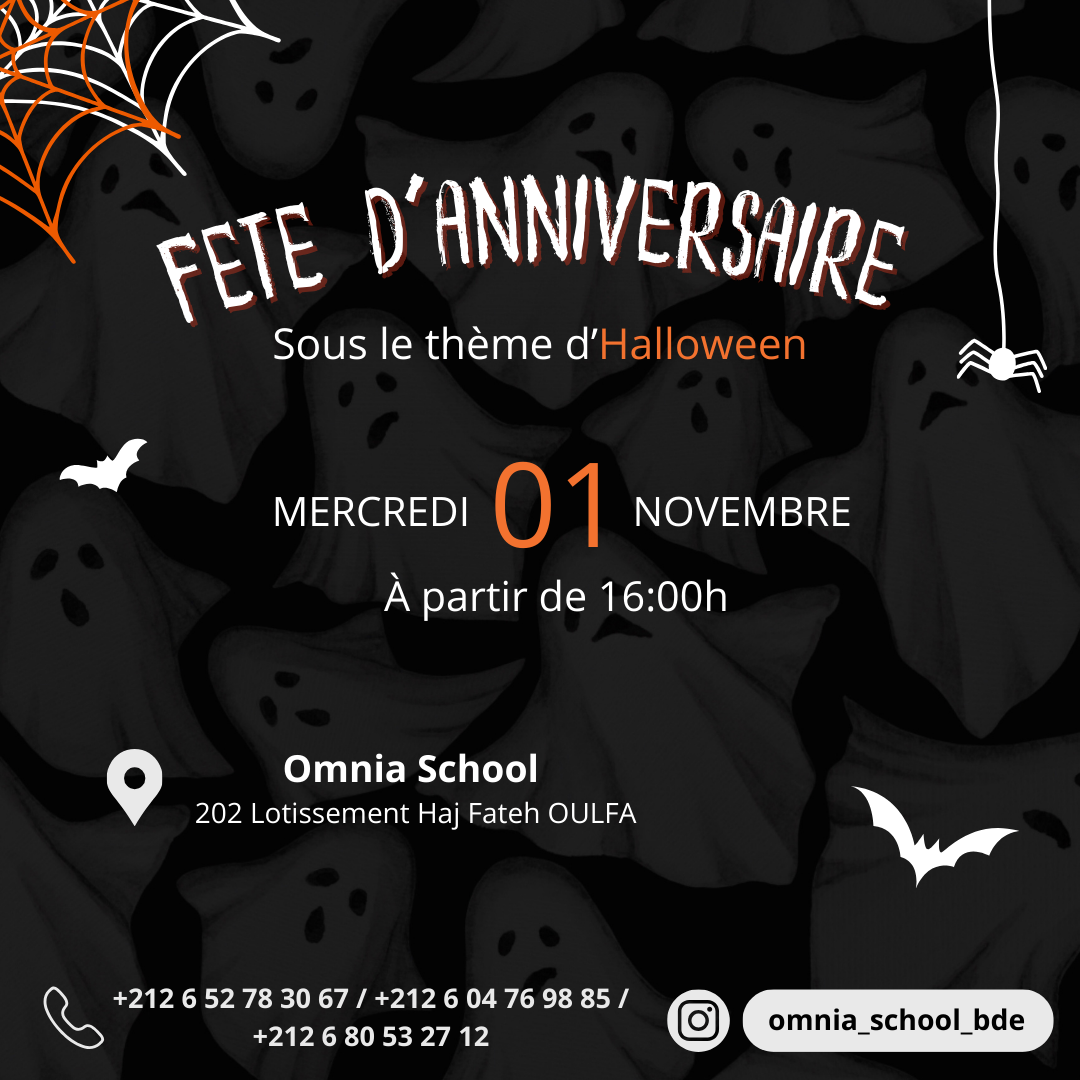 FETE D'ANNIVERSAIRE
Sous le thème d’Halloween
MERCREDI 01 NOVEMBRE
À partir de 16:00h
Omnia School
202 Lotissement Haj Fateh OULFA
+212 6 52 78 30 67 / +212 6 04 76 98 85 /
+212 6 80 53 27 12
omnia_school_bde